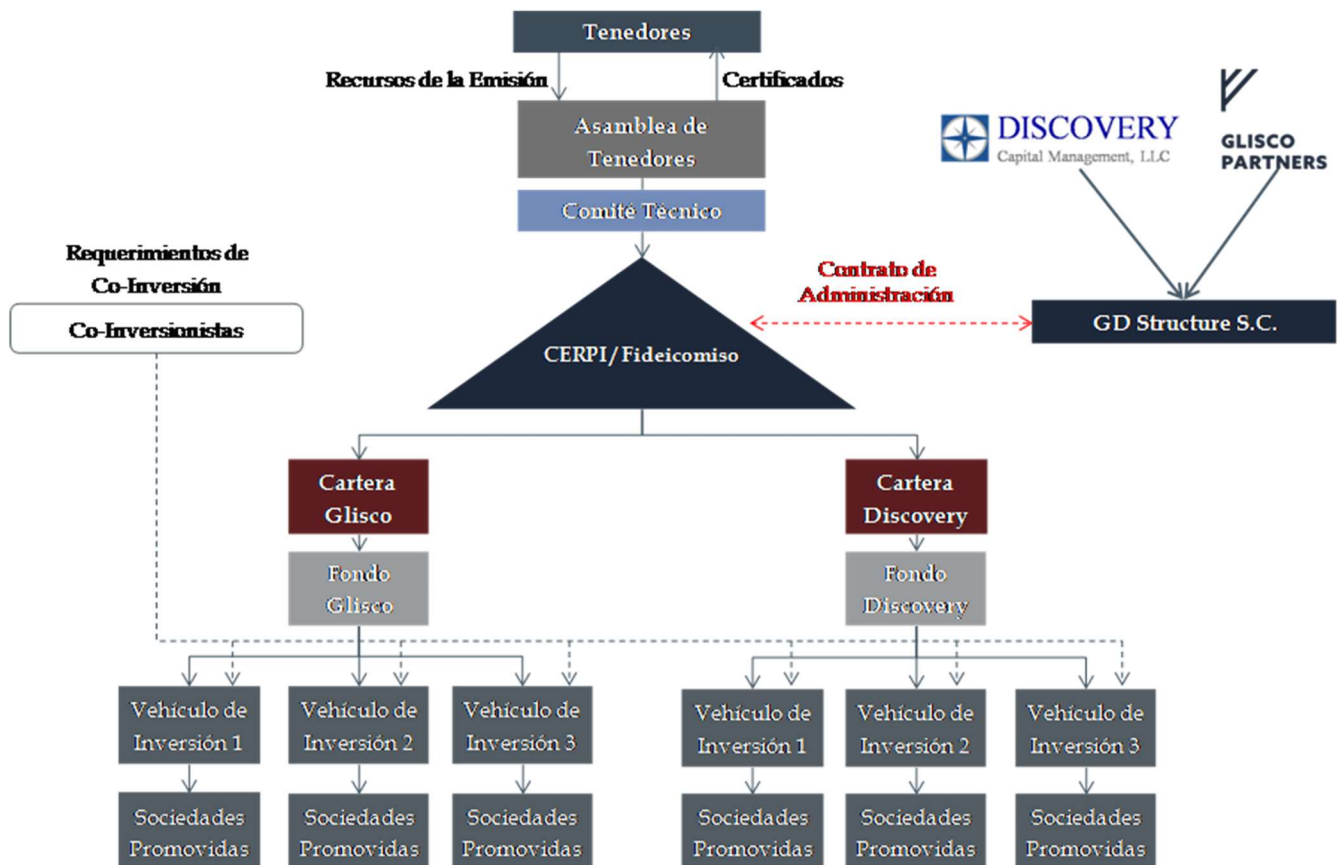 Tenedores
Recursos de la Emisión
Certificados
Asamblea de
Tenedores
DISCOVERY
Capital Management, LLC
GLISCO
PARTNERS
Comité Técnico
Requerimientos de
Co-Inversión
Co-Inversionistas
Contrato de
Administración
GD Structure S.C.
CERPI/Fideicomiso
Cartera
Glisco
Cartera
Discovery
Fondo
Glisco
Fondo
Discovery
Vehículo de
Inversión 1
Vehículo de
Inversión 2
Vehículo de
Inversión 3
Vehículo de
Inversión 1
Vehículo de
Inversión 2
Vehículo de
Inversión 3
Sociedades
Promovidas
Sociedades
Promovidas
Sociedades
Promovidas
Sociedades
Promovidas
Sociedades
Promovidas
Sociedades
Promovidas